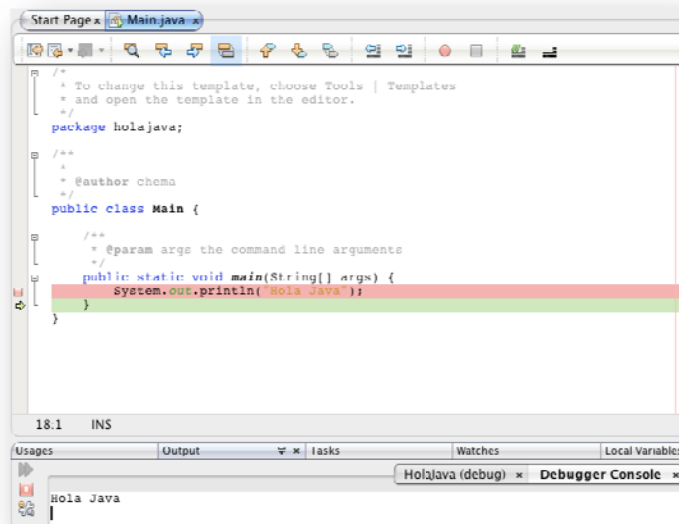 Start Page x Main.java x
/*
* To change this template, choose Tools | Templates
* and open the template in the editor.
*/
package holajava;
/**
*
* @author chema
*/
public class Main {
/**
* @param args the command line arguments
*/
public static void main(String[] args) {
System.out.println("Hola Java");
}
}
18:1 INS
Usages Output x Tasks Watches Local Variables
HolaJava (debug) x Debugger Console x
Hola Java